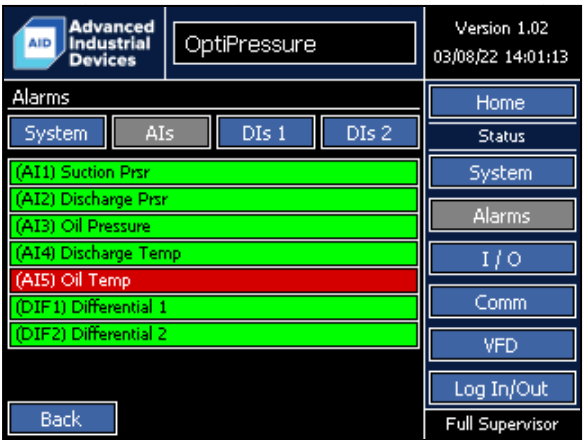 AID
Advanced
Industrial
Devices
OptiPressure
Version 1.02
03/08/22 14:01:13
Alarms
System
AIs
DIs 1
DIs 2
(AI1) Suction Prsr
(AI2) Discharge Prsr
(AI3) Oil Pressure
(AI4) Discharge Temp
(AI5) Oil Temp
(DIF1) Differential 1
(DIF2) Differential 2
Back
Home
Status
System
Alarms
I / O
Comm
VFD
Log In/Out
Full Supervisor